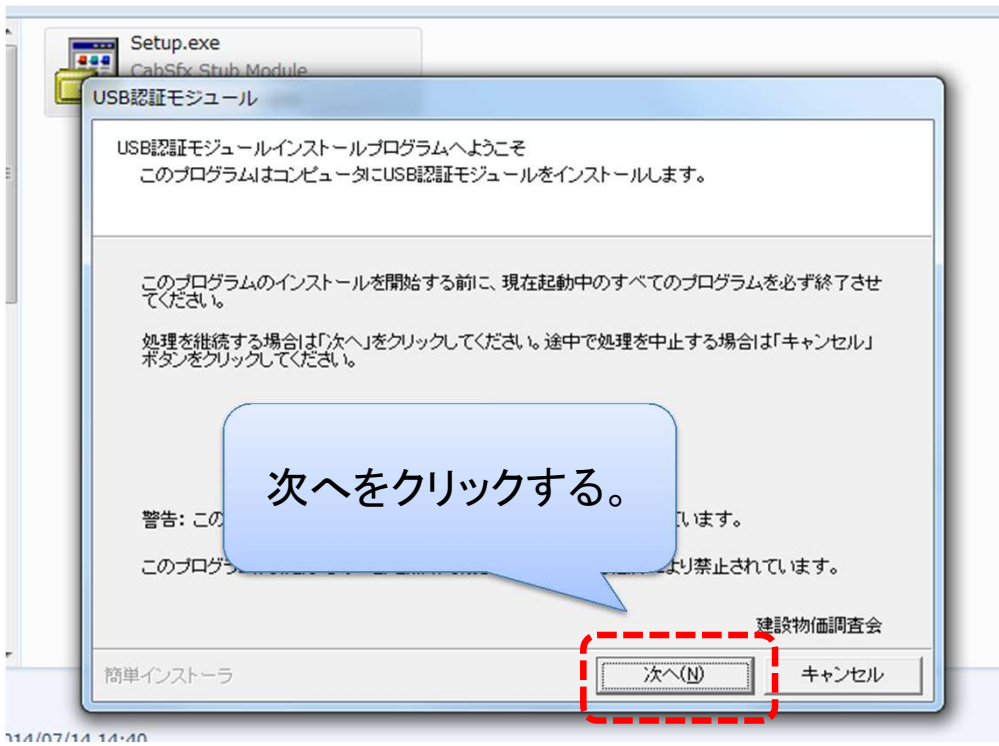 Setup.exe
CabSfx Stub Module
USB認証モジュール
USB認証モジュールインストールプログラムへようこそ
このプログラムはコンピュータにUSB認証モジュールをインストールします。
このプログラムのインストールを開始する前に、現在起動中のすべてのプログラムを必ず終了させ
てください。
処理を継続する場合は「次へ」をクリックしてください。途中で処理を中止する場合は「キャンセル」
ボタンをクリックしてください。
次へをクリックする。
警告: この
ています。
このプログラ
より禁止されています。
建設物価調査会
簡単インストーラ
次へ(N)
キャンセル
014/07/14 14:40